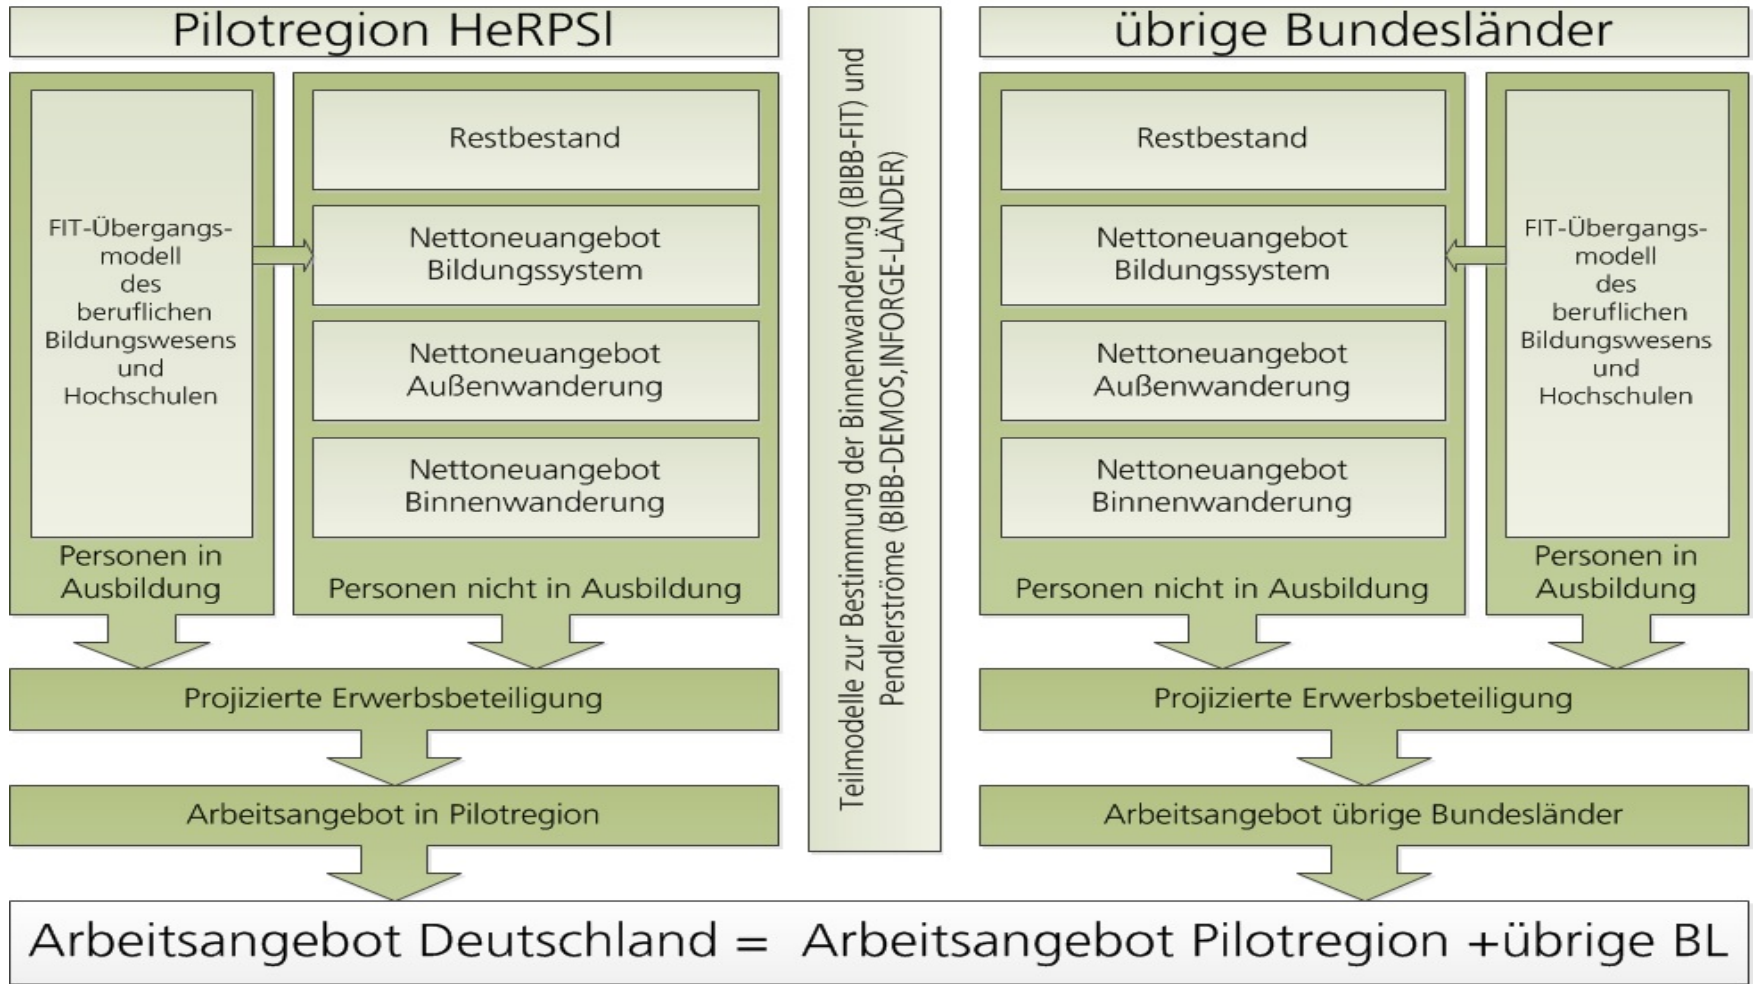 Pilotregion HeRPSl
FIT-Übergangs-
modell
des
beruflichen
Bildungswesens
und
Hochschulen
Personen in
Ausbildung
Restbestand
Nettoneuangebot
Bildungssystem
Nettoneuangebot
Außenwanderung
Nettoneuangebot
Binnenwanderung
Personen nicht in Ausbildung
Projizierte Erwerbsbeteiligung
Arbeitsangebot in Pilotregion
Teilmodelle zur Bestimmung der Binnenwanderung (BIBB-FIT) und
Pendlerströme (BIBB-DEMOS,INFORGE-LÄNDER)
übrige Bundesländer
Restbestand
Nettoneuangebot
Bildungssystem
Nettoneuangebot
Außenwanderung
Nettoneuangebot
Binnenwanderung
Personen nicht in Ausbildung
FIT-Übergangs-
modell
des
beruflichen
Bildungswesens
und
Hochschulen
Personen in
Ausbildung
Projizierte Erwerbsbeteiligung
Arbeitsangebot übrige Bundesländer
Arbeitsangebot Deutschland = Arbeitsangebot Pilotregion +übrige BL